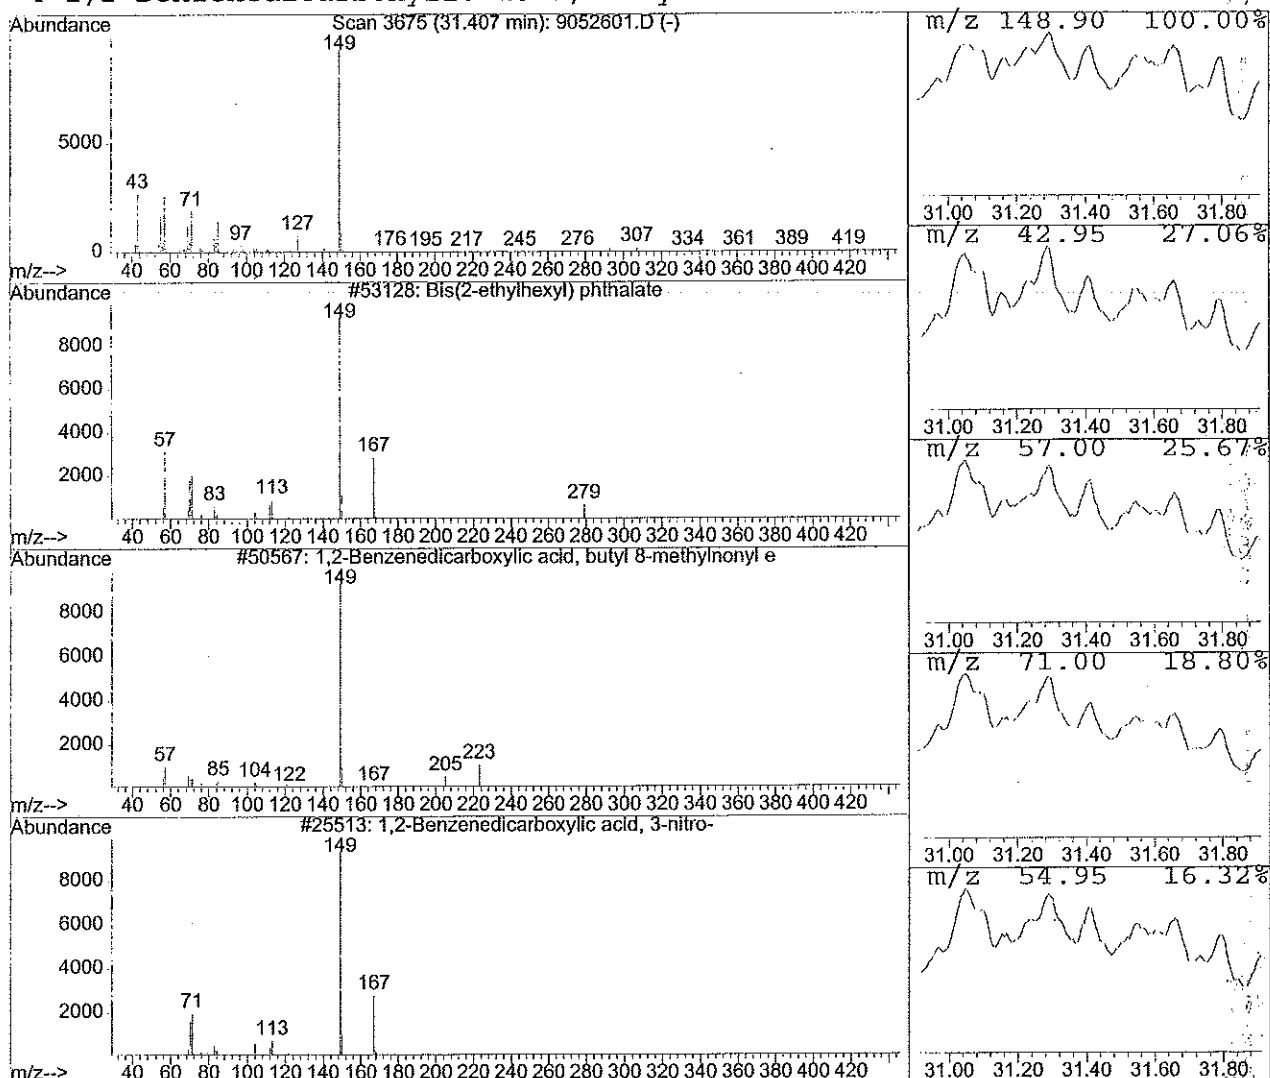 Abundance
Scan 3675 (31.407 min): 9052601.D (-)
149
5000
43
71
97
127
176 195 217 245 276 307 334 361 389 419
0
m/z-->
40 60 80 100 120 140 160 180 200 220 240 260 280 300 320 340 360 380 400 420
Abundance
#53128: Bis(2-ethylhexyl) phthalate
149
8000
6000
4000
2000
57
83
113
167
279
m/z-->
40 60 80 100 120 140 160 180 200 220 240 260 280 300 320 340 360 380 400 420
Abundance
#50567: 1,2-Benzenedicarboxylic acid, butyl 8-methylnonyl e
149
8000
6000
4000
2000
57
85 104 122
167
205 223
m/z-->
40 60 80 100 120 140 160 180 200 220 240 260 280 300 320 340 360 380 400 420
Abundance
#25513: 1,2-Benzenedicarboxylic acid, 3-nitro-
149
8000
6000
4000
2000
71
113
167
m/z-->
40 60 80 100 120 140 160 180 200 220 240 260 280 300 320 340 360 380 400 420
m/z 148.90 100.00%
31.00 31.20 31.40 31.60 31.80
m/z 42.95 27.06%
31.00 31.20 31.40 31.60 31.80
m/z 57.00 25.67%
31.00 31.20 31.40 31.60 31.80
m/z 71.00 18.80%
31.00 31.20 31.40 31.60 31.80
m/z 54.95 16.32%
31.00 31.20 31.40 31.60 31.80